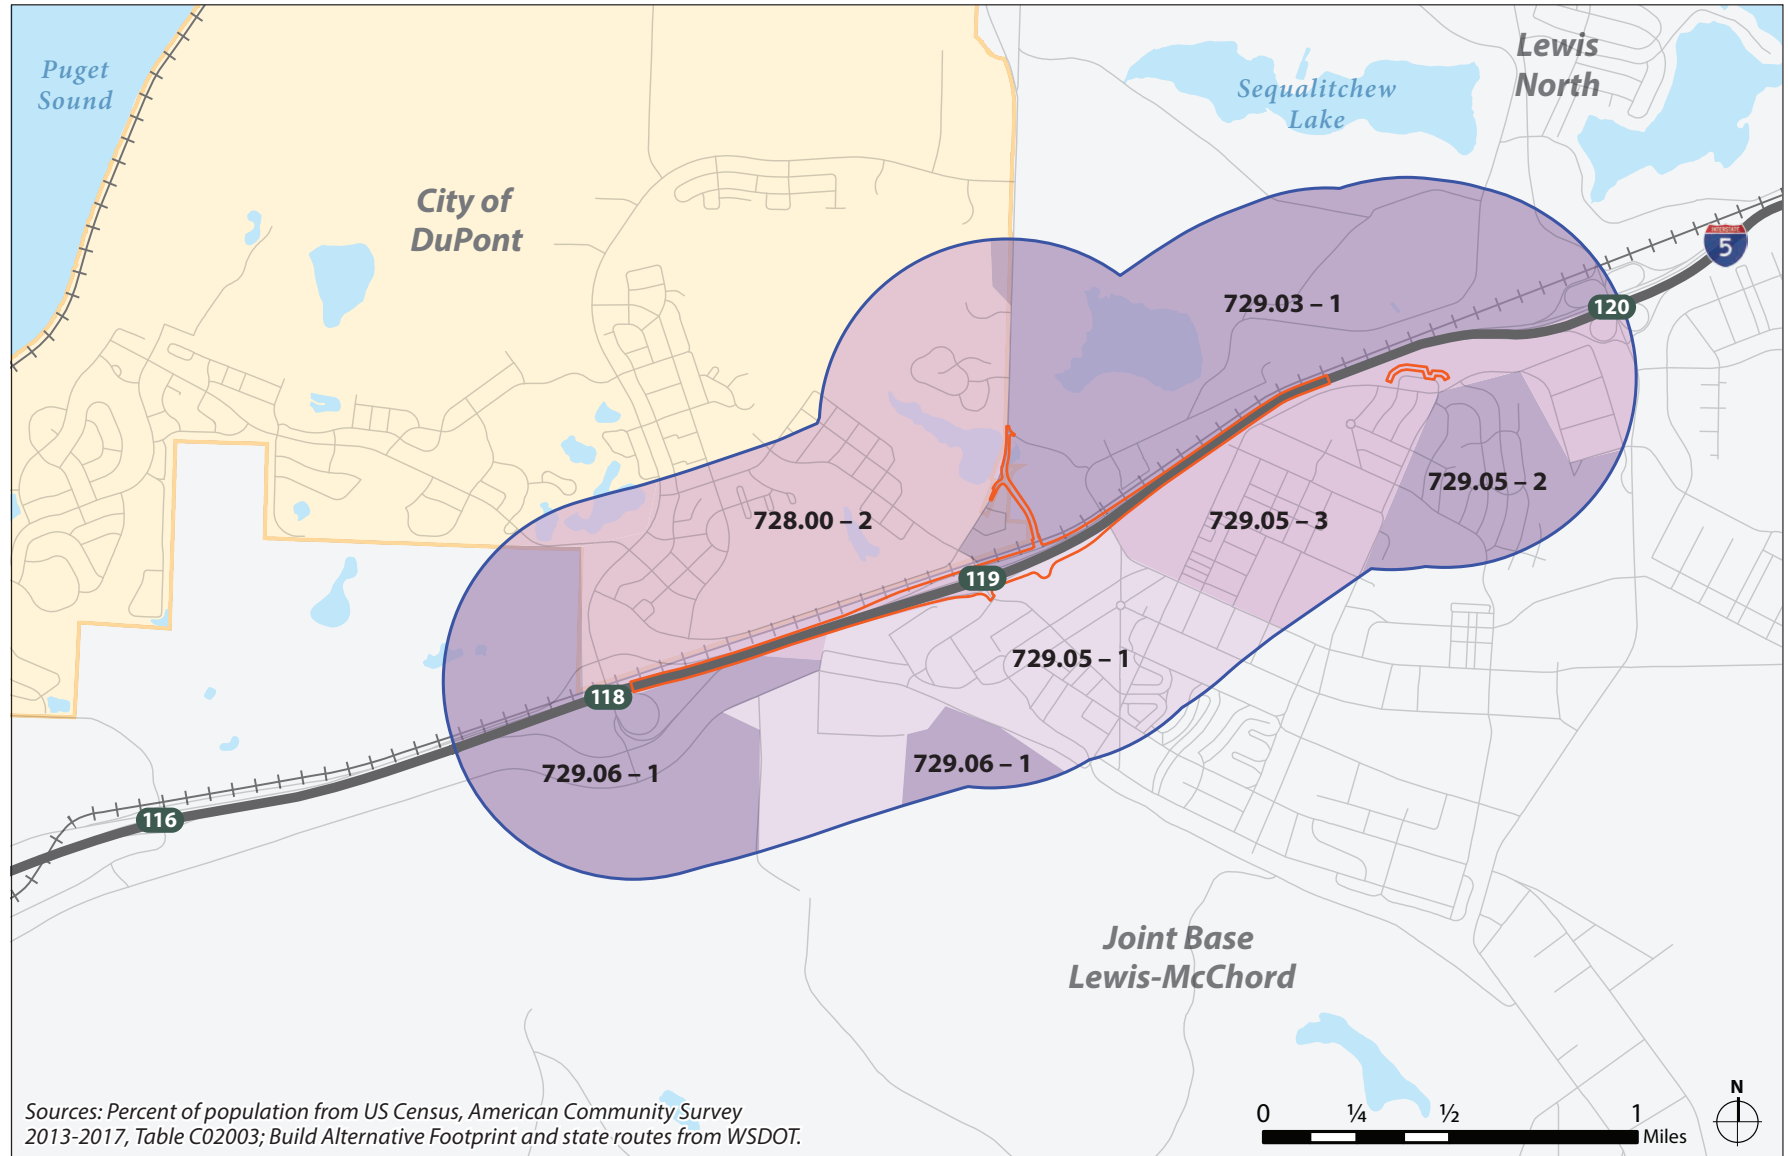 Puget
Sound
Lewis
North
Sequalitchew
Lake
City of
DuPont
INTERSTATE
5
729.03 – 1
120
729.05 – 2
728.00 – 2
729.05 – 3
119
729.05 – 1
118
729.06 – 1
729.06 – 1
116
Joint Base
Lewis-McChord
N
0 ¼ ½ 1
Miles
Sources: Percent of population from US Census, American Community Survey
2013-2017, Table C02003; Build Alternative Footprint and state routes from WSDOT.